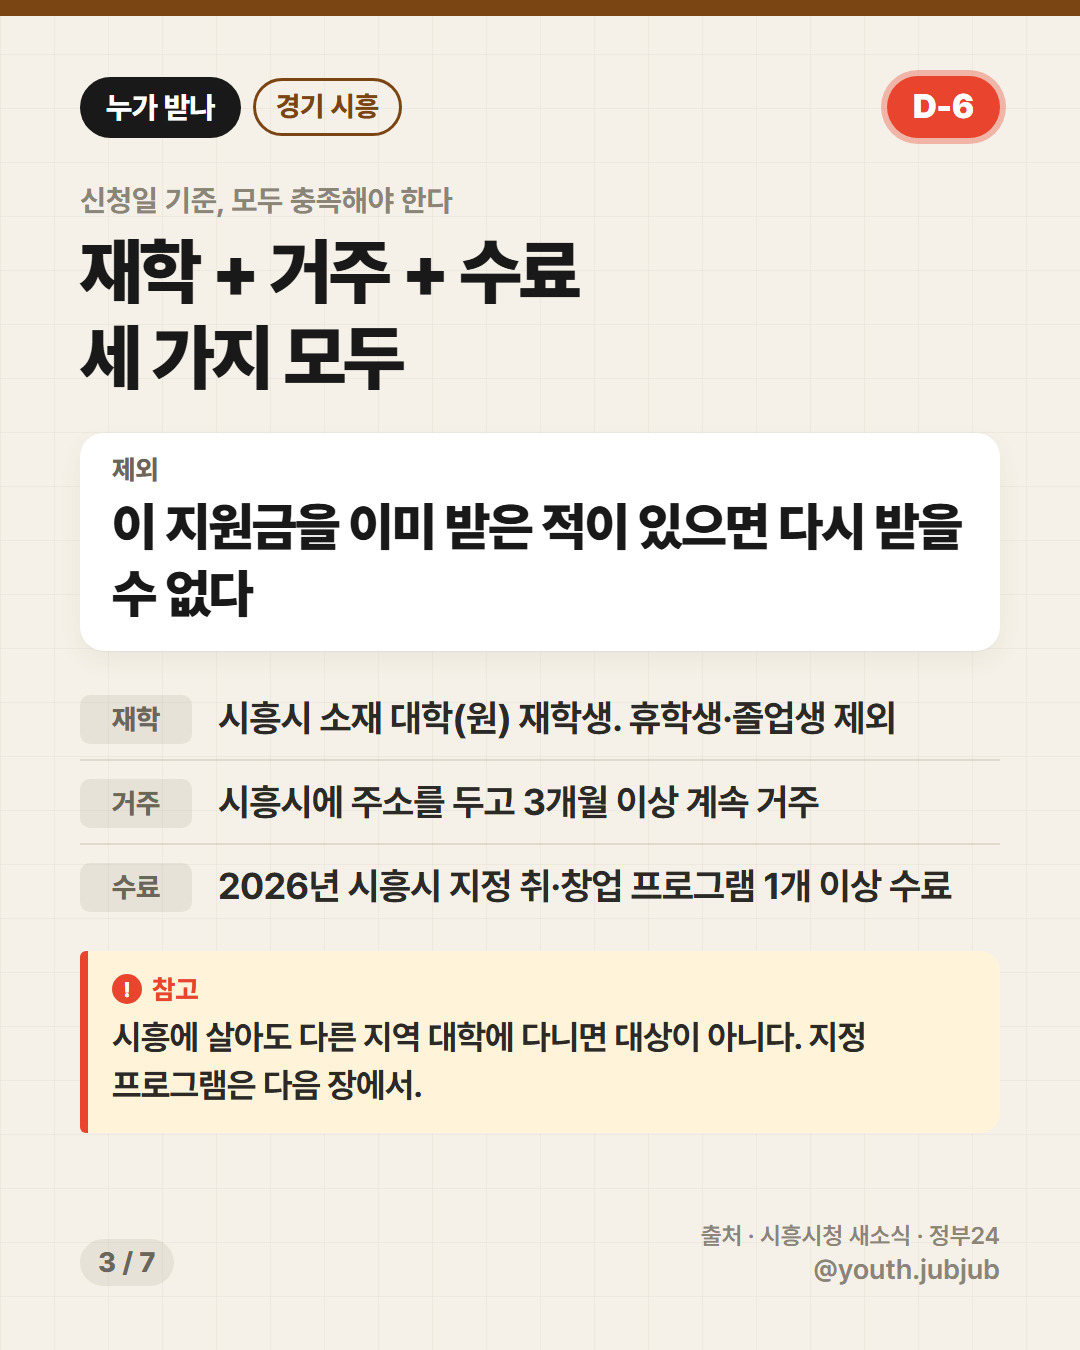 누가 받나
경기 시흥
D-6
신청일 기준, 모두 충족해야 한다
재학 + 거주 + 수료
세 가지 모두
제외
이 지원금을 이미 받은 적이 있으면 다시 받을
수 없다
재학 시흥시 소재 대학(원) 재학생. 휴학생·졸업생 제외
거주 시흥시에 주소를 두고 3개월 이상 계속 거주
수료 2026년 시흥시 지정 취·창업 프로그램 1개 이상 수료
! 참고
시흥에 살아도 다른 지역 대학에 다니면 대상이 아니다. 지정
프로그램은 다음 장에서.
3 / 7
출처 · 시흥시청 새소식 · 정부24
@youth.jubjub